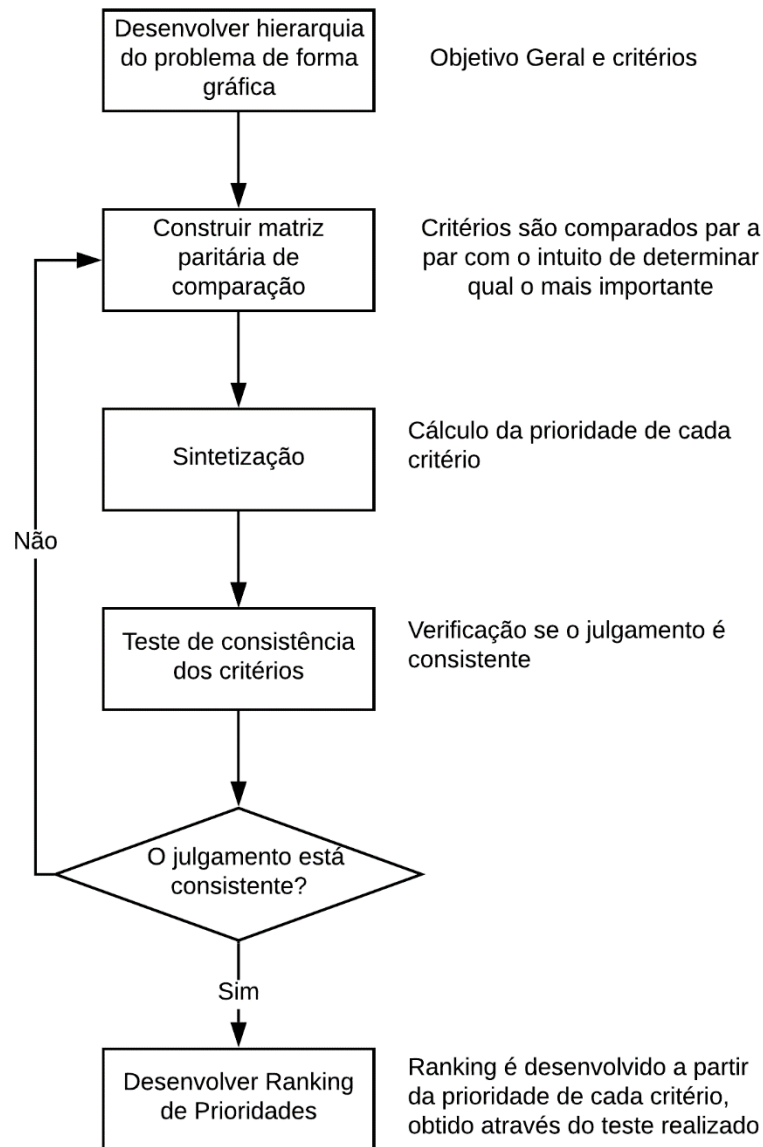 Desenvolver hierarquia
do problema de forma
gráfica
Objetivo Geral e critérios
Construir matriz
paritária de
comparação
Critérios são comparados par a
par com o intuito de determinar
qual o mais importante
Sintetização
Cálculo da prioridade de cada
critério
Não
Teste de consistência
dos critérios
Verificação se o julgamento é
consistente
O julgamento está
consistente?
Sim
Desenvolver Ranking
de Prioridades
Ranking é desenvolvido a partir
da prioridade de cada critério,
obtido através do teste realizado